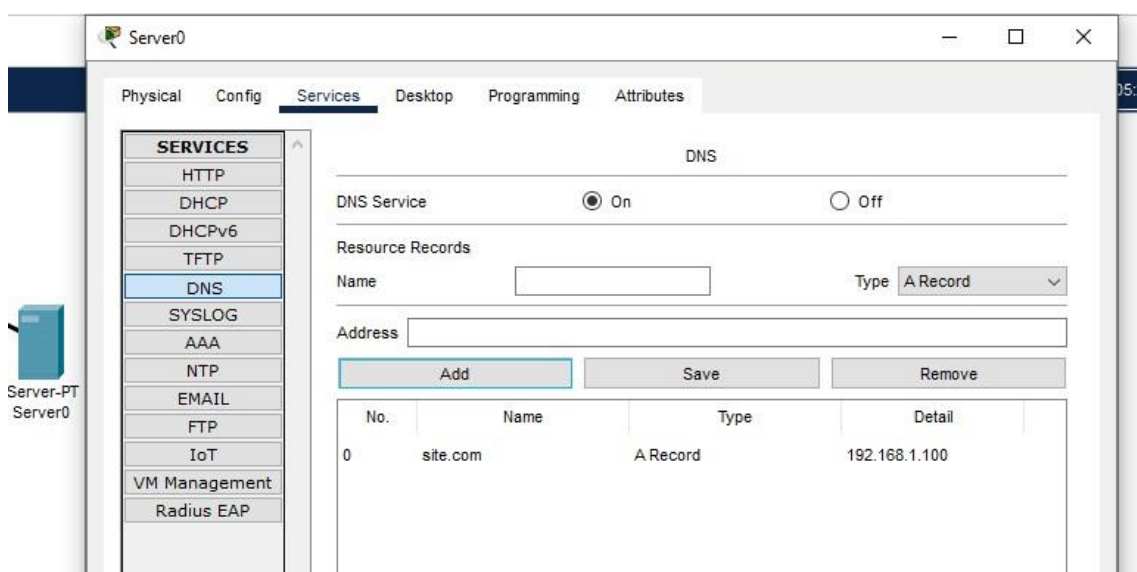 Server0
Physical Config Services Desktop Programming Attributes
05:
SERVICES
HTTP
DHCP
DHCPv6
TFTP
DNS
SYSLOG
AAA
NTP
EMAIL
FTP
IoT
VM Management
Radius EAP
DNS
DNS Service On Off
Resource Records
Name Type A Record
Address
Add Save Remove
No. Name Type Detail
0 site.com A Record 192.168.1.100
Server-PT
Server0